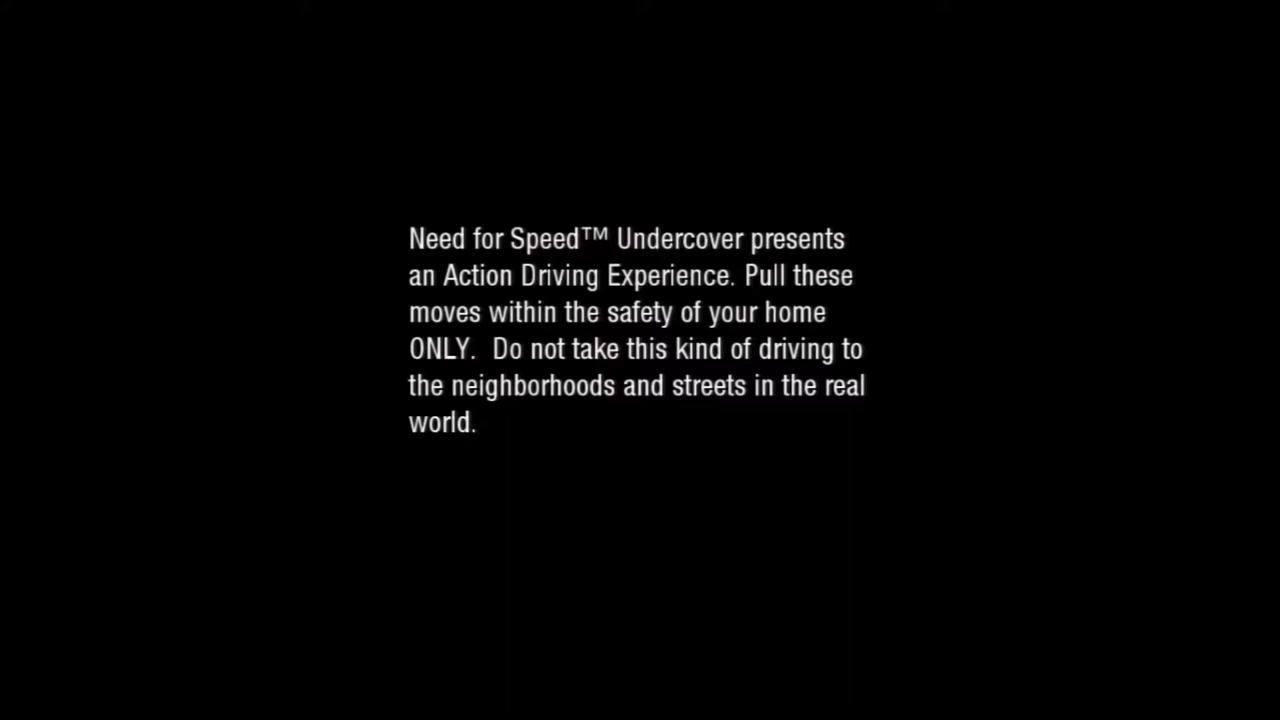 Need for Speed™ Undercover presents
an Action Driving Experience. Pull these
moves within the safety of your home
ONLY.  Do not take this kind of driving to
the neighborhoods and streets in the real
world.